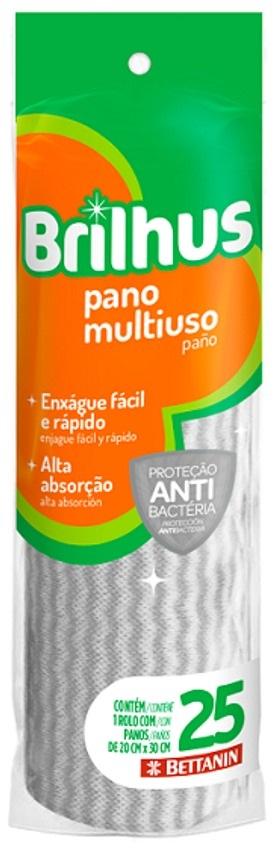 Brilhus
pano
multiuso
paño
Enxágue fácil
e rápido
enjague fácil y rápido
Alta
absorção
alta absorción
PROTEÇÃO
ANTI
BACTÉRIA
PROTECCIÓN
ANTIBACTERIA
CONTÉM/CONTIENE
1 ROLO COM/CON
PANOS/PAÑOS
DE 20 CM X 30 CM
25
BETTANIN